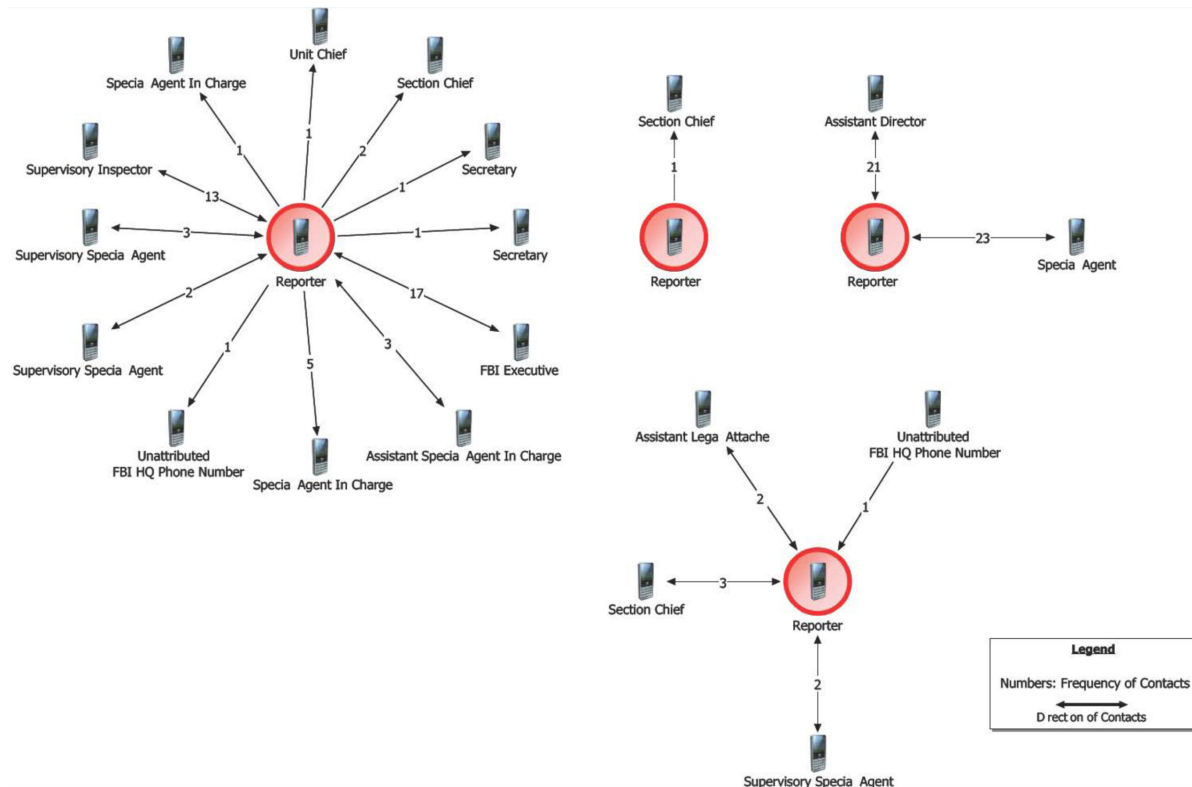 Unit Chief
Specia Agent In Charge
Section Chief
1
1
2
Supervisory Inspector
13
1
Secretary
Supervisory Specia Agent
3
1
Secretary
Reporter
2
17
Supervisory Specia Agent
1
5
3
FBI Executive
Unattributed
FBI HQ Phone Number
Specia Agent In Charge
Assistant Specia Agent In Charge
Section Chief
1
Reporter
Assistant Director
21
Reporter
23
Specia Agent
Assistant Lega Attache
Unattributed
FBI HQ Phone Number
2
1
Section Chief
3
Reporter
2
Supervisory Specia Agent
Legend
Numbers: Frequency of Contacts
D rect on of Contacts